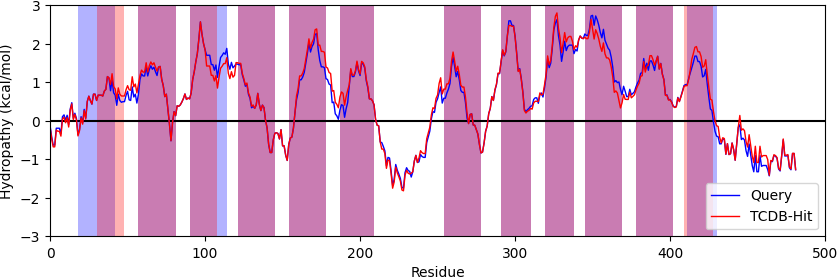 3
2
1
0
−1
−2
−3
Hydropathy (kcal/mol)
Query
TCDB-Hit
0 100 200 300 400 500
Residue